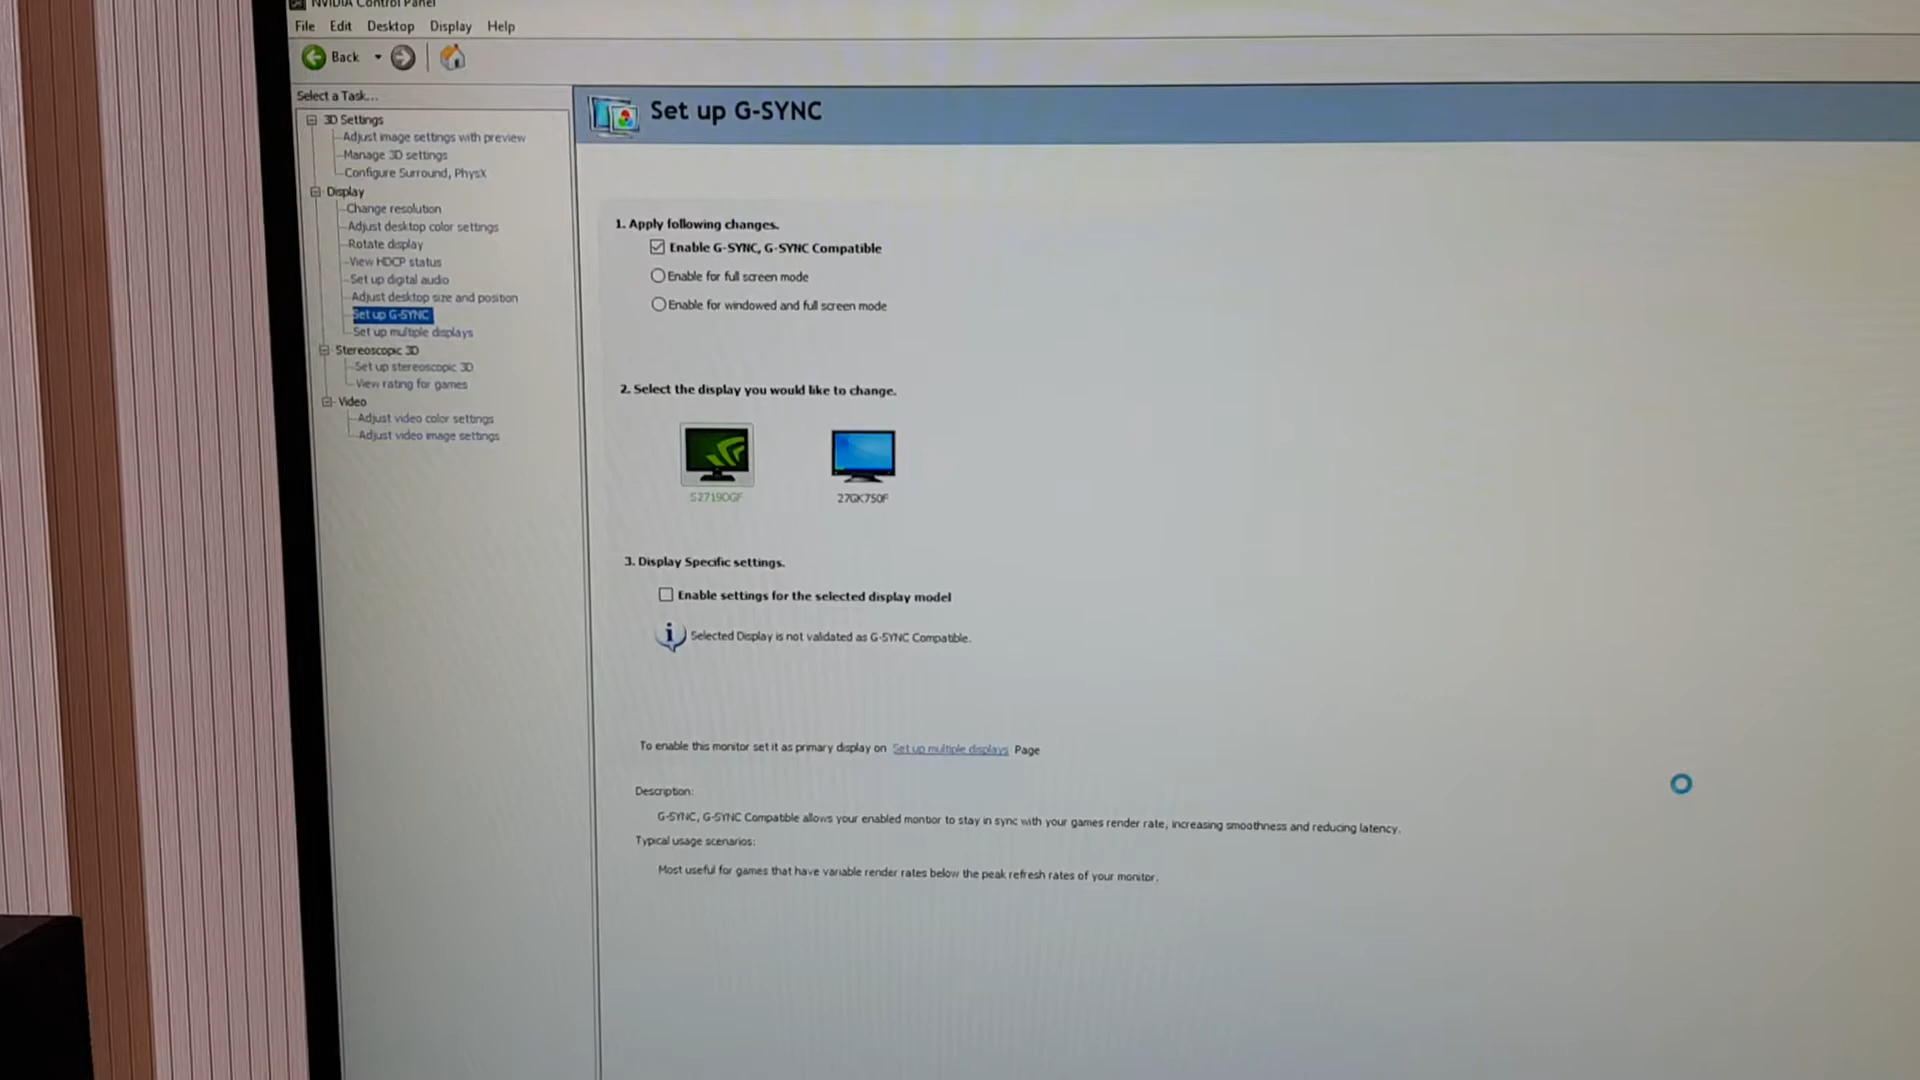 NVIDIA Control Panel
File Edit Desktop Display Help
Back
Select a Task...
3D Settings
Adjust image settings with preview
Manage 3D settings
Configure Surround, PhysX
Display
Change resolution
Adjust desktop color settings
Rotate display
View HDCP status
Set up digital audio
Adjust desktop size and position
Set up G-SYNC
Set up multiple displays
Stereoscopic 3D
Set up stereoscopic 3D
View rating for games
Video
Adjust video color settings
Adjust video image settings
Set up G-SYNC
1. Apply following changes.
Enable G-SYNC, G-SYNC Compatible
Enable for full screen mode
Enable for windowed and full screen mode
2. Select the display you would like to change.
S2719DGF 27GK750F
3. Display Specific settings.
Enable settings for the selected display model
Selected Display is not validated as G-SYNC Compatible.
To enable this monitor set it as primary display on Set up multiple displays Page
Description:
G-SYNC, G-SYNC Compatible allows your enabled montior to stay in sync with your games render rate, increasing smoothness and reducing latency.
Typical usage scenarios:
Most useful for games that have variable render rates below the peak refresh rates of your monitor.